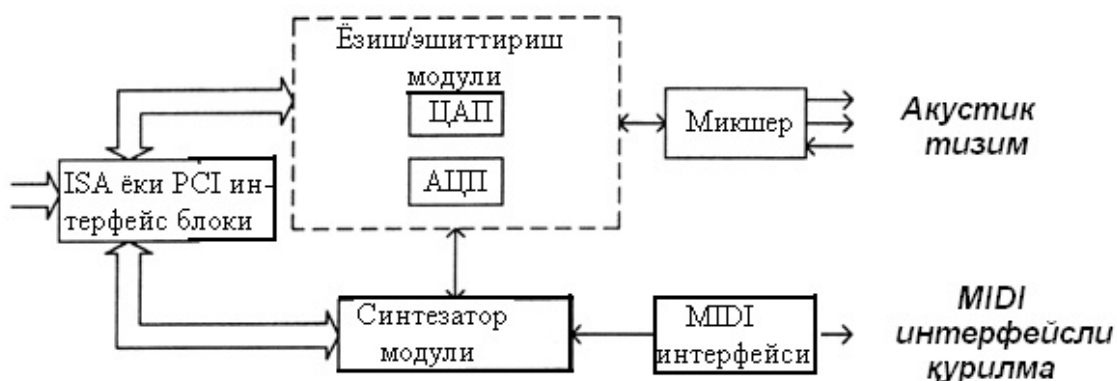 Ёзиш/эшиттириш
модули
ЦАП
АЦП
Микшер
Акустик
тизим
ISA ёки PCI ин-
терфейс блоки
Синтезатор
модули
MIDI
интерфейси
MIDI
интерфейсли
қурилма